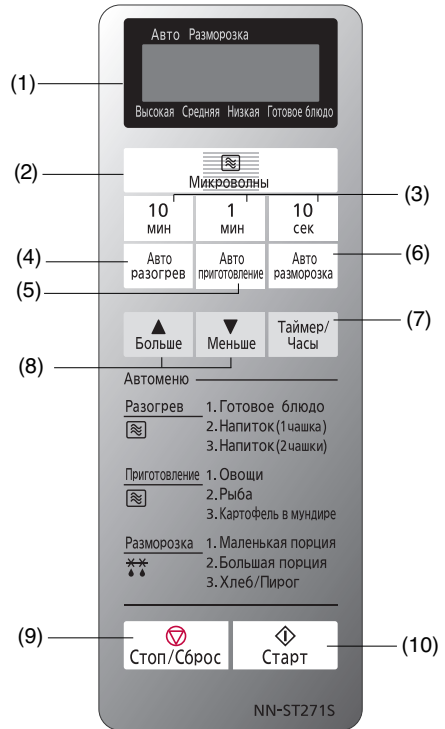 Авто Разморозка
(1)
Высокая Средняя Низкая Готовое блюдо
(2)
Микроволны
(3)
10 мин
1 мин
10 сек
(4)
Авто разогрев
Авто приготовление
Авто разморозка
(6)
(5)
(7)
Больше
Меньше
Таймер/Часы
(8)
Автоменю
Разогрев
1. Готовое блюдо
2. Напиток (1 чашка)
3. Напиток (2 чашки)
Приготовление
1. Овощи
2. Рыба
3. Картофель в мундире
Разморозка
1. Маленькая порция
2. Большая порция
3. Хлеб/Пирог
(9)
Стоп/Сброс
Старт
(10)
NN-ST271S